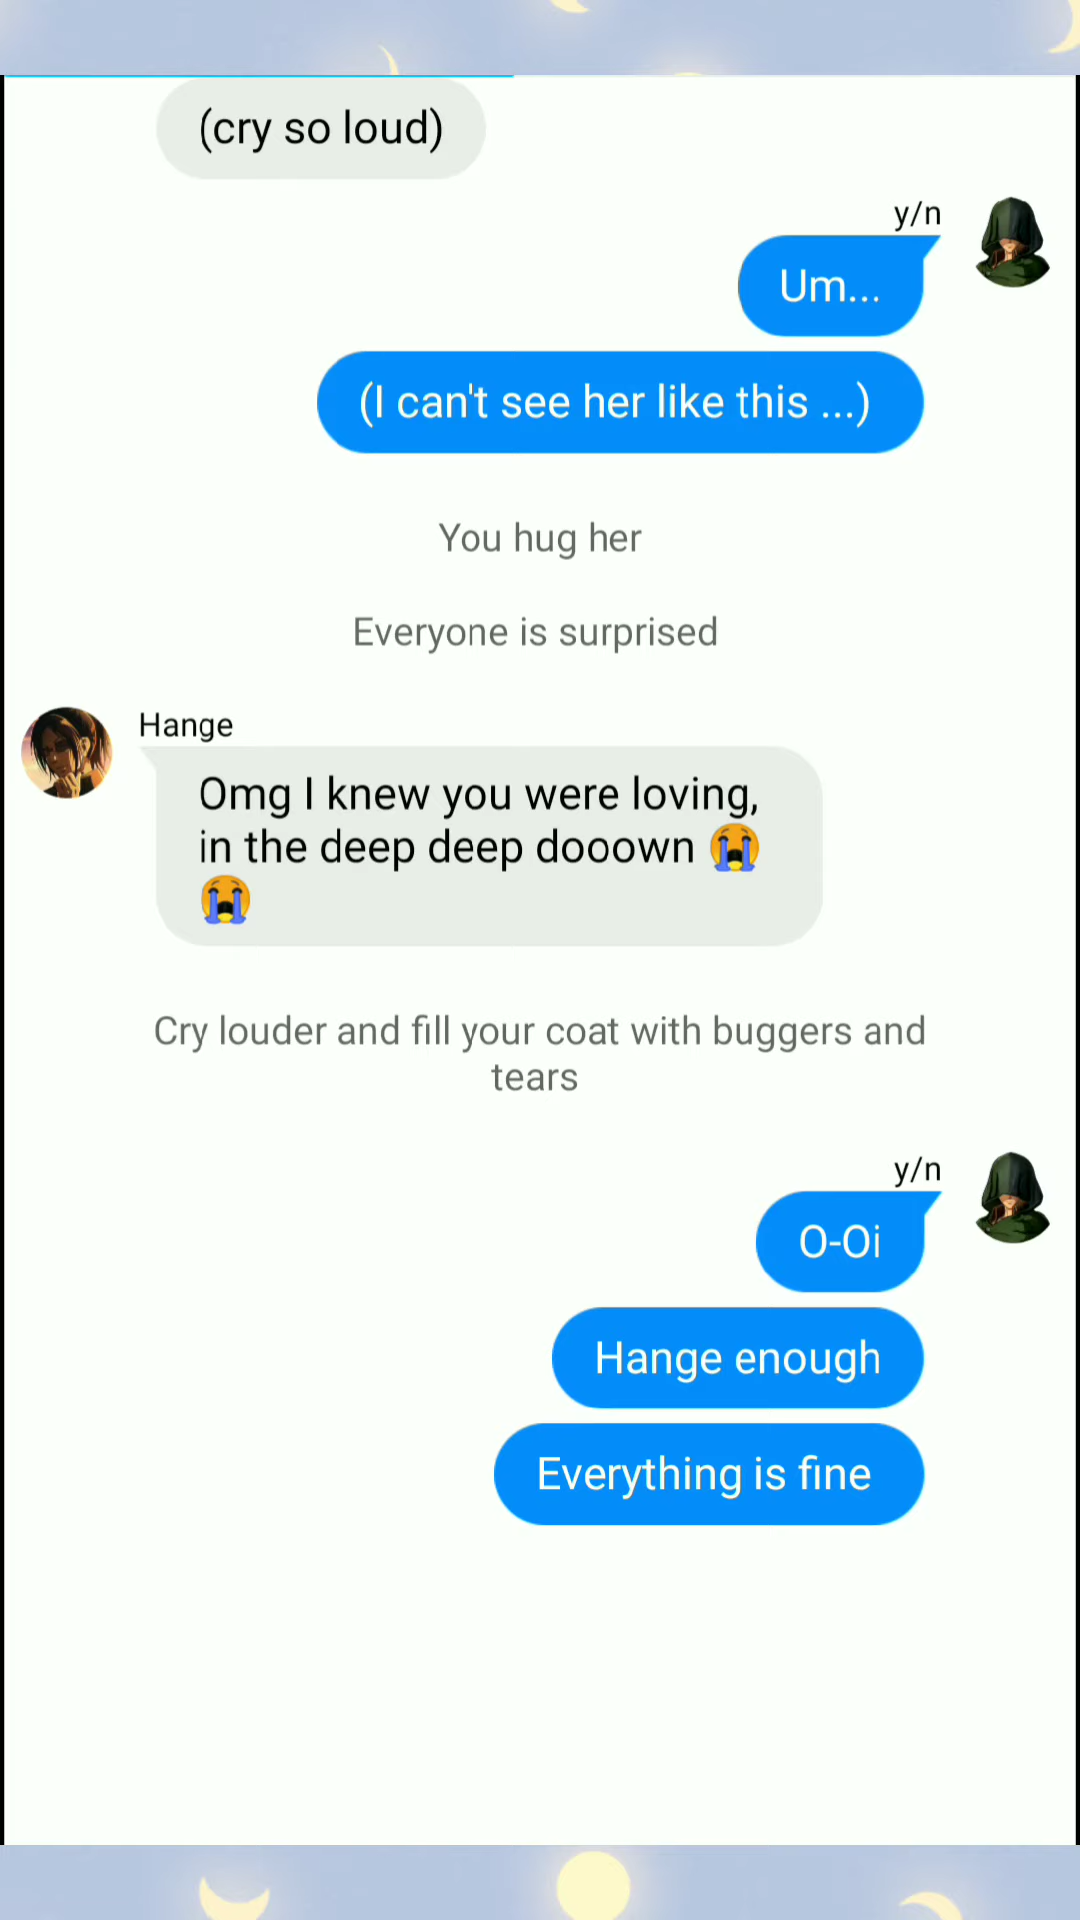 (cry so loud)
y/n
Um...
(I can't see her like this ...)
You hug her
Everyone is surprised
Hange
Omg I knew you were loving,
in the deep deep dooown 😭
😭
Cry louder and fill your coat with buggers and
tears
y/n
O-Oi
Hange enough
Everything is fine